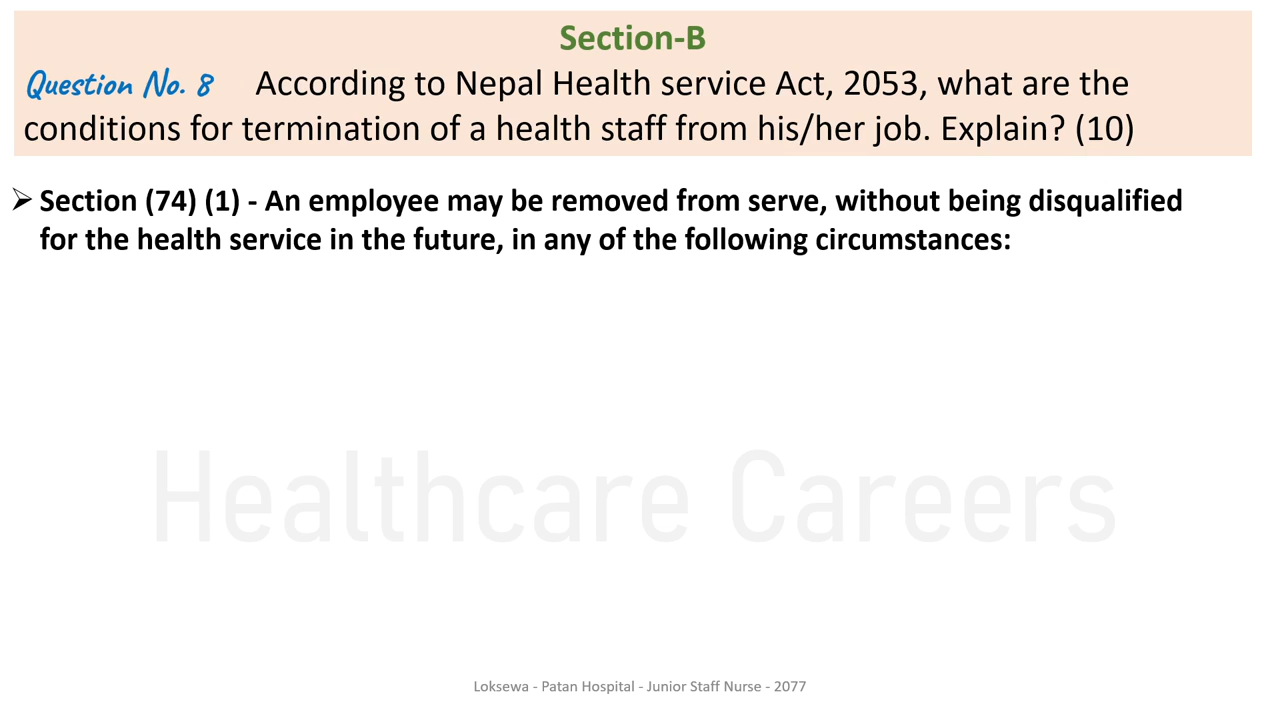 Section-B
Question No. 8 According to Nepal Health service Act, 2053, what are the
conditions for termination of a health staff from his/her job. Explain? (10)
➢ Section (74) (1) - An employee may be removed from serve, without being disqualified
for the health service in the future, in any of the following circumstances:
Healthcare Careers
Loksewa - Patan Hospital - Junior Staff Nurse - 2077